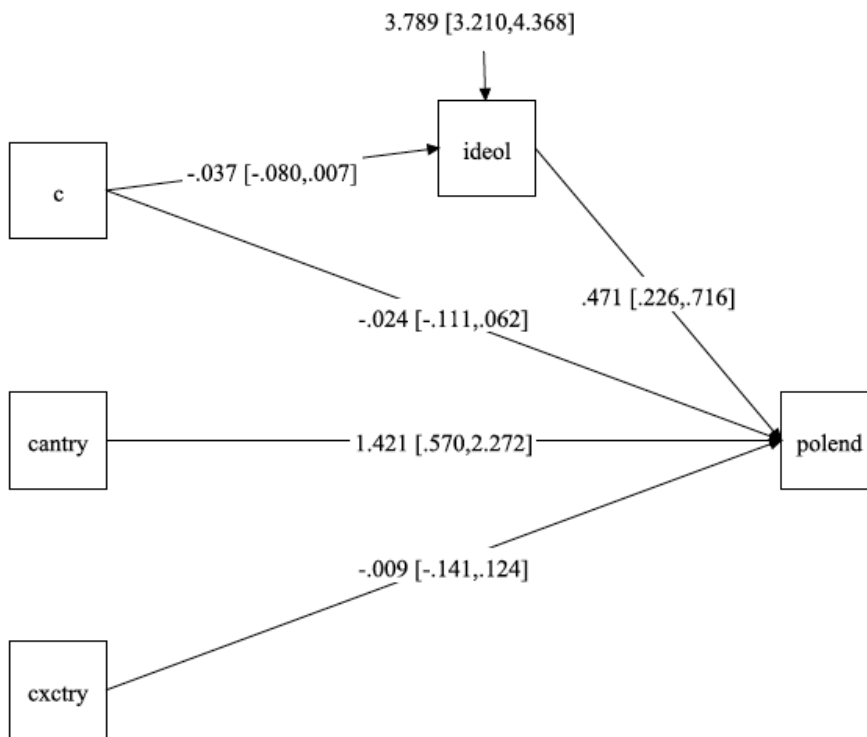 3.789 [3.210,4.368]
ideol
-.037 [-.080,.007]
c
.471 [.226,.716]
-.024 [-.111,.062]
cantry
1.421 [.570,2.272]
polend
-.009 [-.141,.124]
cxctry